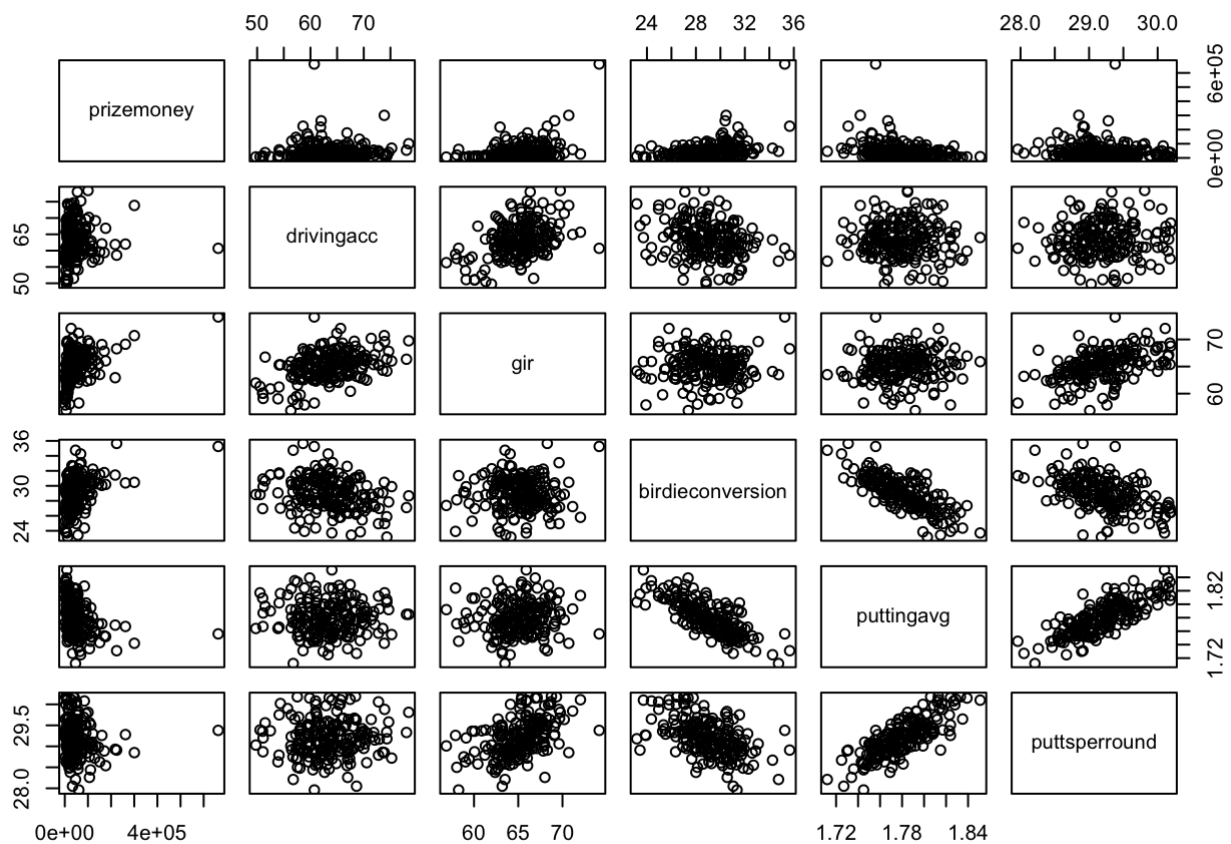 50 60 70
24 28 32 36
28.0 29.0 30.0
prizemoney
0e+00 6e+05
50 65
drivingacc
gir
60 70
24 30 36
birdieconversion
puttingavg
1.72 1.82
28.0 29.5
puttsperround
0e+00 4e+05
60 65 70
1.72 1.78 1.84